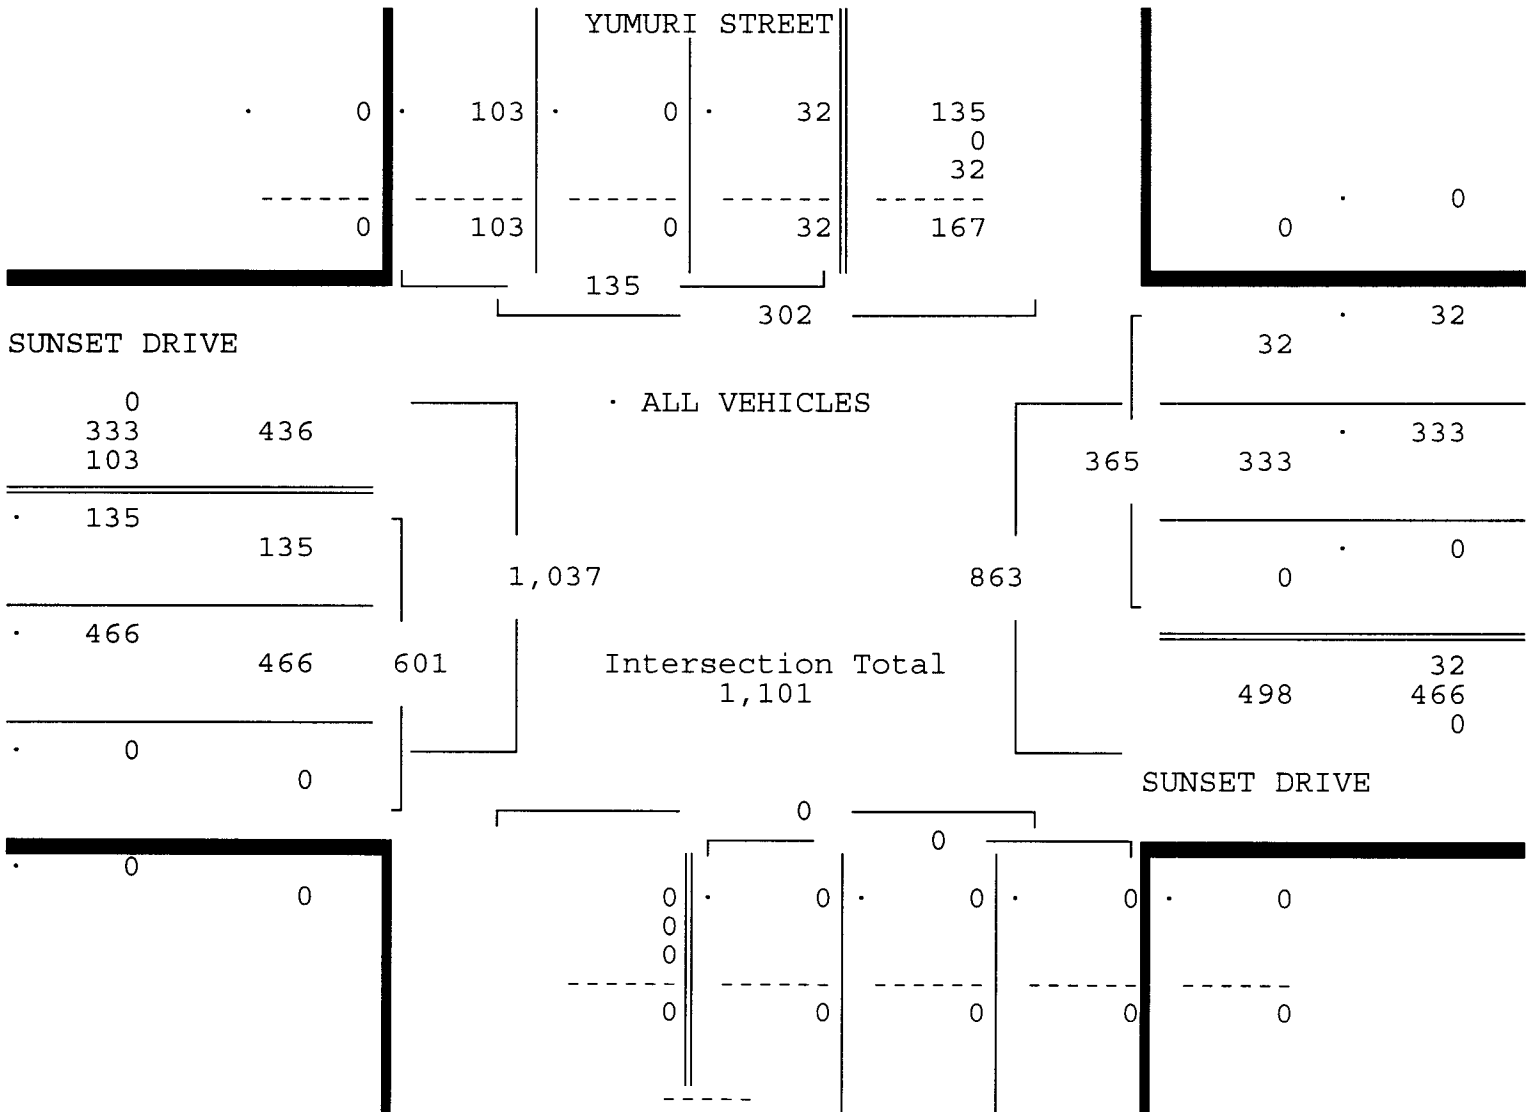 YUMURI STREET
· 0 · 103 · 0 · 32 135
0
32
------ ------ ------ ------ ------ · 0
0 103 0 32 167 0
135
302 · 32
SUNSET DRIVE 32
0 · ALL VEHICLES
333 436 · 333
103 365 333
· 135
135 · 0
1,037 863 0
· 466
466 601 Intersection Total 32
1,101 498 466
0
· 0
0 SUNSET DRIVE
0
0
· 0
0 0 · 0 · 0 · 0 · 0
0
0
------ ------ ------ ------ ------
0 0 0 0 0
-----